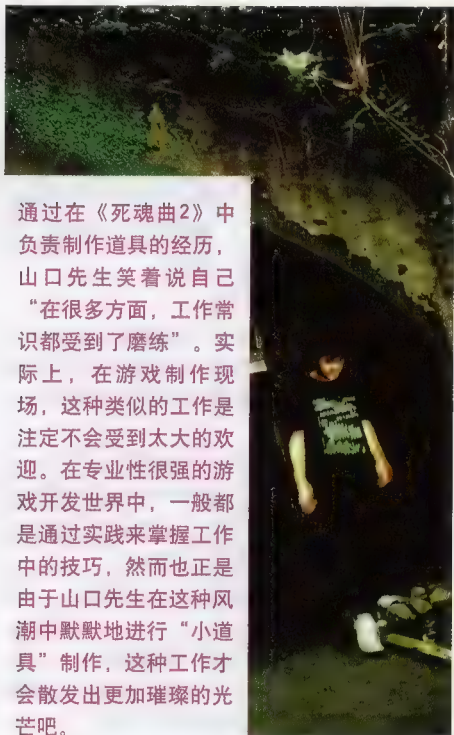 通过在《死魂曲2》中
负责制作道具的经历，
山口先生笑着说自己
“在很多方面，工作常
识都受到了磨练”。实
际上，在游戏制作现
场，这种类似的工作是
注定不会受到太大的欢
迎。在专业性很强的游
戏开发世界中，一般都
是通过实践来掌握工作
中的技巧，然而也正是
由于山口先生在这种风
潮中默默地进行“小道
具”制作，这种工作才
会散发出更加璀璨的光
芒吧。